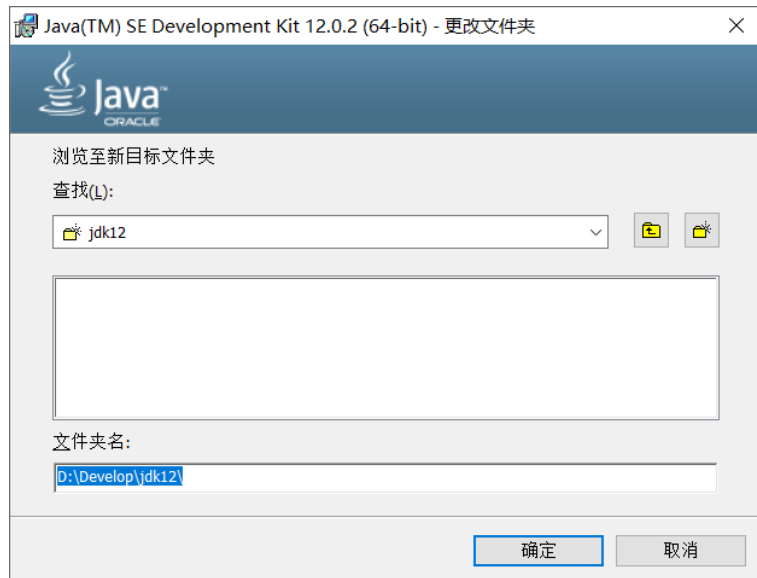 Java(TM) SE Development Kit 12.0.2 (64-bit) - 更改文件夹
Java™
ORACLE
浏览至新目标文件夹
查找(L):
jdk12
文件夹名:
D:\Develop\jdk12\
确定
取消